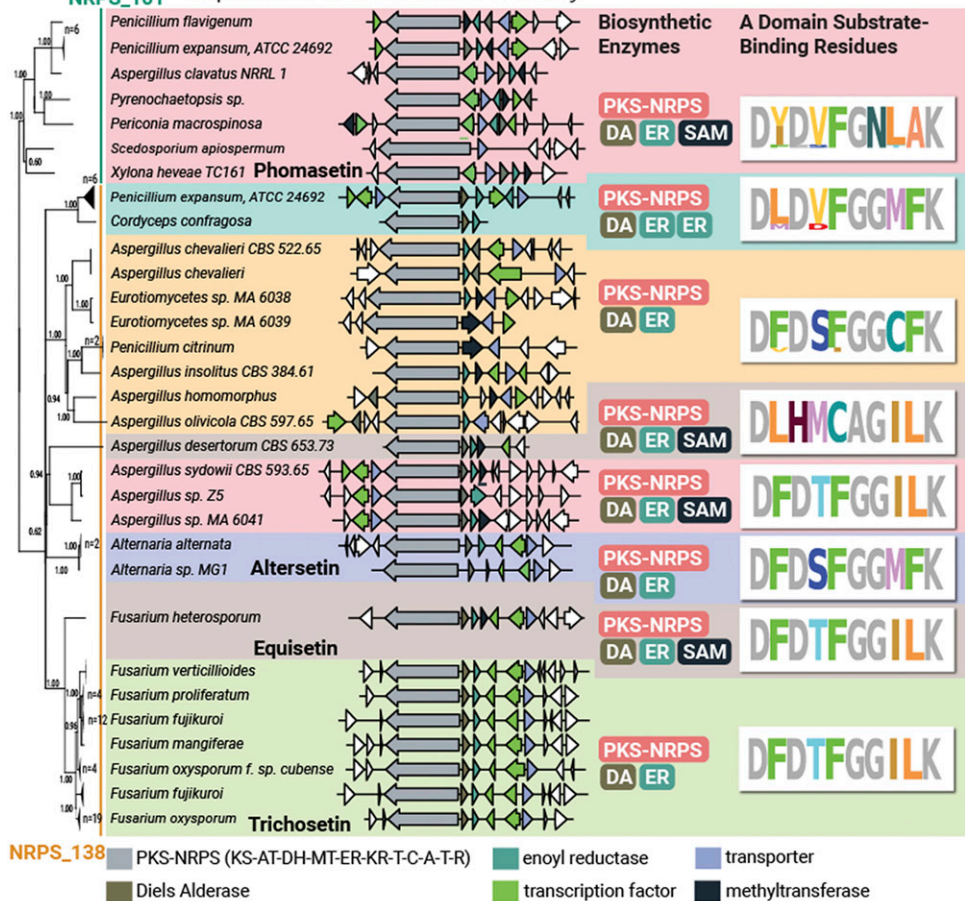 Biosynthetic Enzymes
A Domain Substrate-Binding Residues
Penicillium flavigenum
n=6
Penicillium expansum, ATCC 24692
1.00
Aspergillus clavatus NRRL 1
1.00
Pyrenochaetopsis sp.
1.00
Periconia macrospinosa
1.00
Scedosporium apiospermum
0.60
Xylona heveae TC161
Phomasetin
PKS-NRPS
DA ER SAM
DYDVFGNLAK
n=6
Penicillium expansum, ATCC 24692
1.00
Cordyceps confragosa
PKS-NRPS
DA ER ER
DLDVFGGMFK
Aspergillus chevalieri CBS 522.65
1.00
Aspergillus chevalieri
Eurotiomycetes sp. MA 6038
1.00
Eurotiomycetes sp. MA 6039
1.00
n=2
Penicillium citrinum
1.00
Aspergillus insolitus CBS 384.61
0.94
Aspergillus homomorphus
1.00
Aspergillus olivicola CBS 597.65
PKS-NRPS
DA ER
DFDSFGGCFK
Aspergillus desertorum CBS 653.73
PKS-NRPS
DA ER SAM
DLHMCAGILK
0.94
Aspergillus sydowii CBS 593.65
1.00
Aspergillus sp. Z5
1.00
Aspergillus sp. MA 6041
PKS-NRPS
DA ER SAM
DFDTFGGILK
0.62
n=2
Alternaria alternata
1.00
Alternaria sp. MG1
Altersetin
PKS-NRPS
DA ER
DFDSFGGMFK
Fusarium heterosporum
Equisetin
PKS-NRPS
DA ER SAM
DFDTFGGILK
1.00
Fusarium verticillioides
1.00
n=4
Fusarium proliferatum
n=12
Fusarium fujikuroi
0.96
Fusarium mangiferae
n=4
Fusarium oxysporum f. sp. cubense
1.00
Fusarium fujikuroi
1.00
n=19
Fusarium oxysporum
Trichosetin
PKS-NRPS
DA ER
DFDTFGGILK
NRPS_138
PKS-NRPS (KS-AT-DH-MT-ER-KR-T-C-A-T-R)
enoyl reductase
transporter
Diels Alderase
transcription factor
methyltransferase